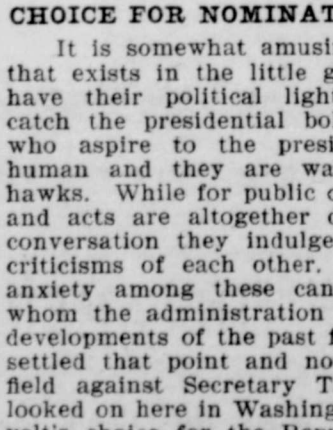 CHOICE FOR NOMINAT
It is somewhat amusi
that exists in the little g
have their political ligh
catch the presidential bo
who aspire to the presi
human and they are wa
hawks. While for public c
and acts are altogether c
conversation they indulge
criticisms of each other.
anxiety among these can
whom the administration
developments of the past f
settled that point and no
field against Secretary T
looked on here in Washing